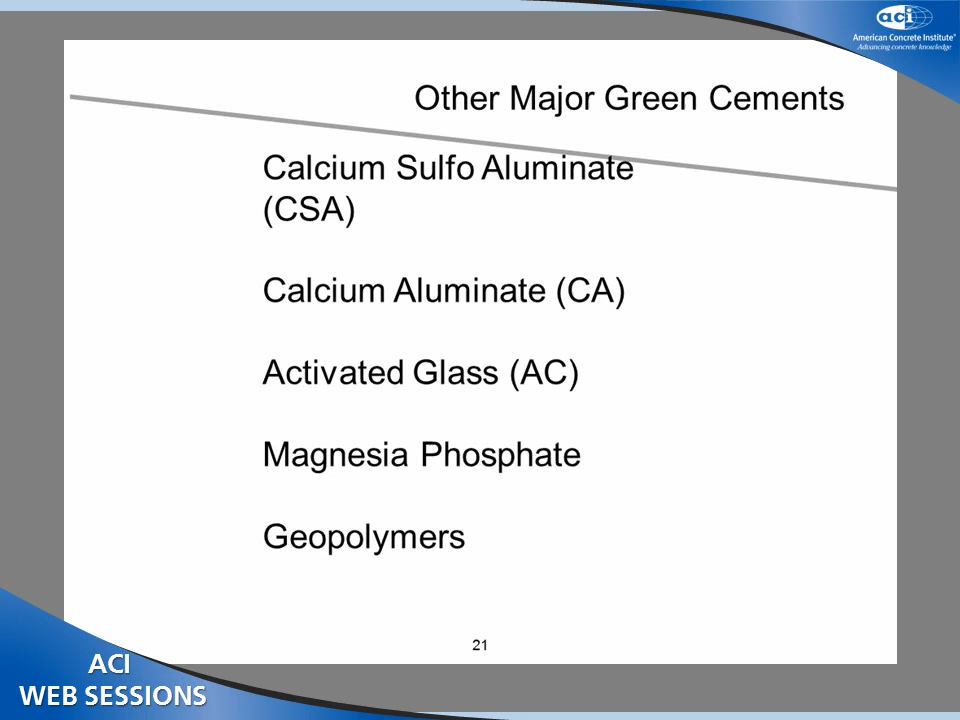 aci
American Concrete Institute®
Advancing concrete knowledge
Other Major Green Cements
Calcium Sulfo Aluminate
(CSA)
Calcium Aluminate (CA)
Activated Glass (AC)
Magnesia Phosphate
Geopolymers
21
ACI
WEB SESSIONS